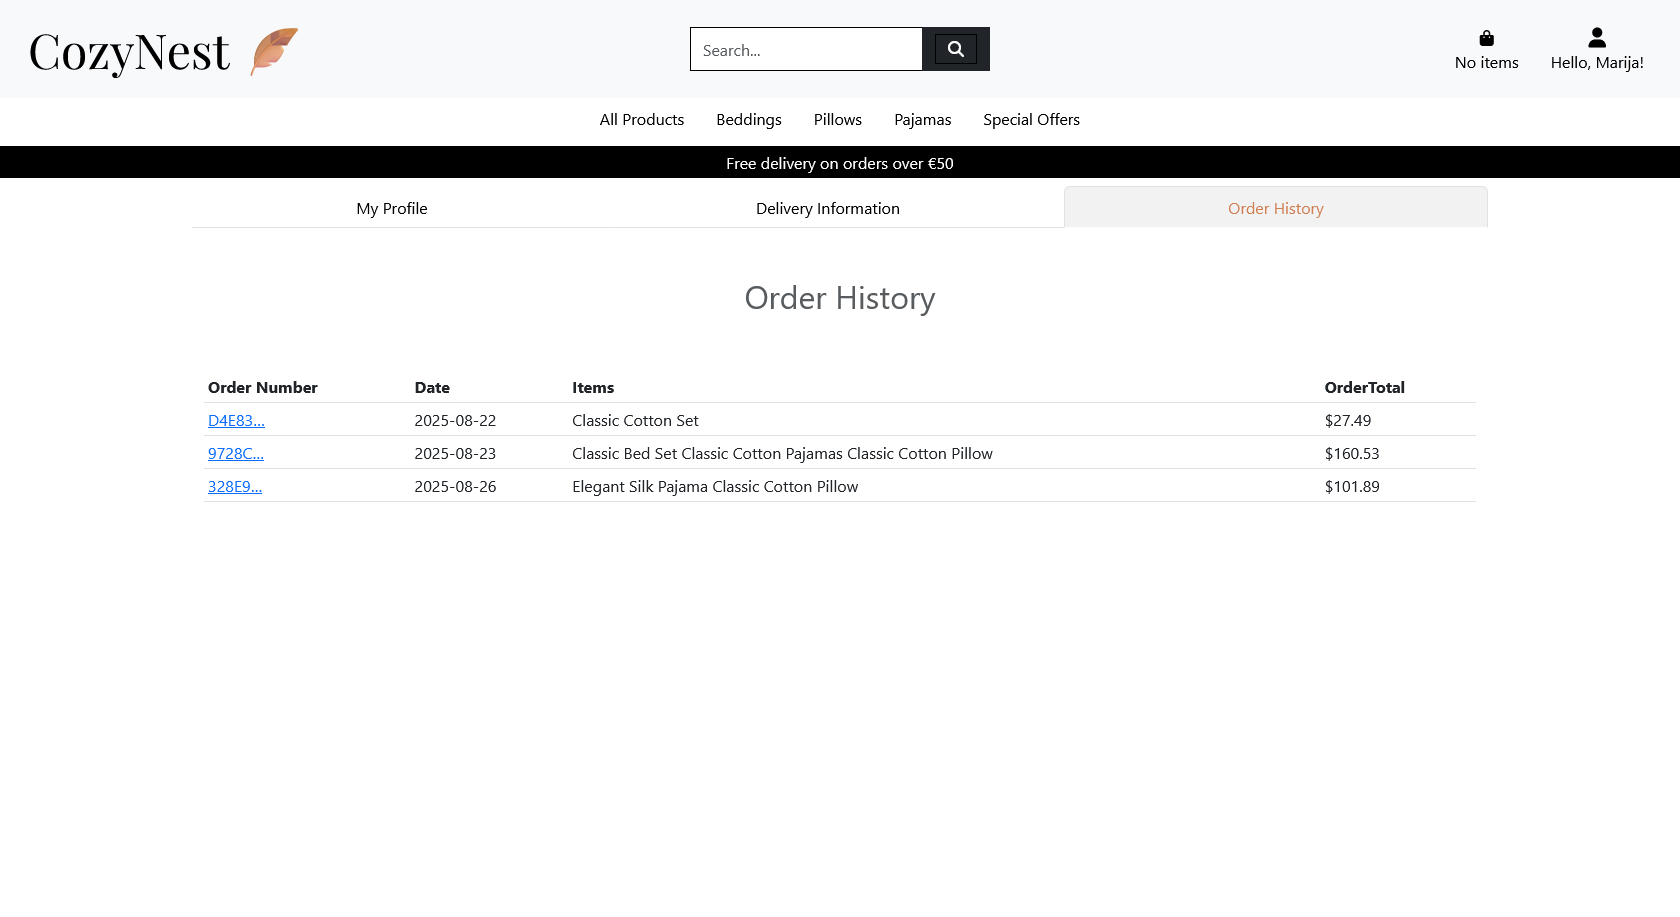 CozyNest
Search...
No items
Hello, Marija!
All Products Beddings Pillows Pajamas Special Offers
Free delivery on orders over €50
My Profile Delivery Information Order History
Order History
Order Number Date Items OrderTotal
D4E83... 2025-08-22 Classic Cotton Set $27.49
9728C... 2025-08-23 Classic Bed Set Classic Cotton Pajamas Classic Cotton Pillow $160.53
328E9... 2025-08-26 Elegant Silk Pajama Classic Cotton Pillow $101.89